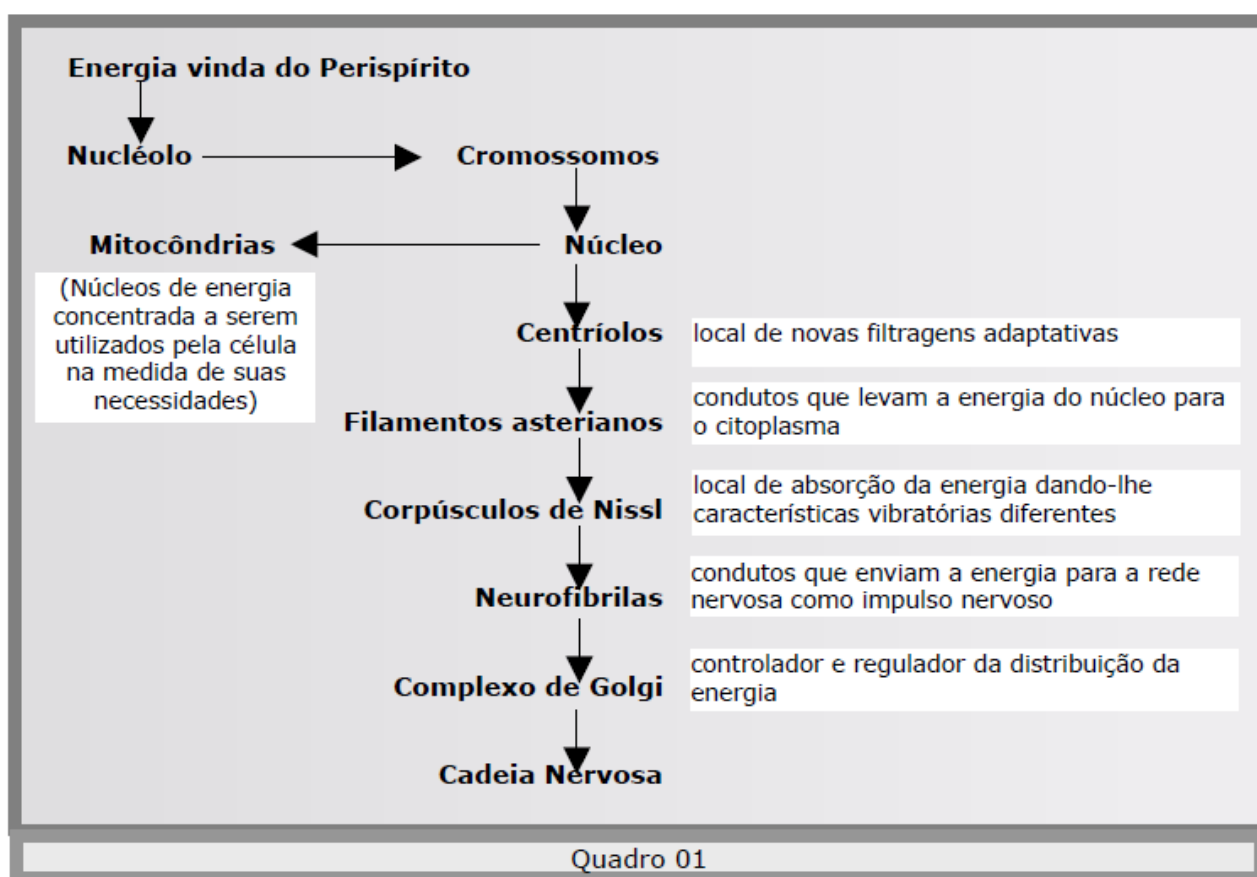 Energia vinda do Perispírito
Nucléolo
Cromossomos
Mitocôndrias
Núcleo
(Núcleos de energia
concentrada a serem
utilizados pela célula
na medida de suas
necessidades)
Centríolos
local de novas filtragens adaptativas
Filamentos asterianos
condutos que levam a energia do núcleo para
o citoplasma
Corpúsculos de Nissl
local de absorção da energia dando-lhe
características vibratórias diferentes
Neurofibrilas
condutos que enviam a energia para a rede
nervosa como impulso nervoso
Complexo de Golgi
controlador e regulador da distribuição da
energia
Cadeia Nervosa
Quadro 01